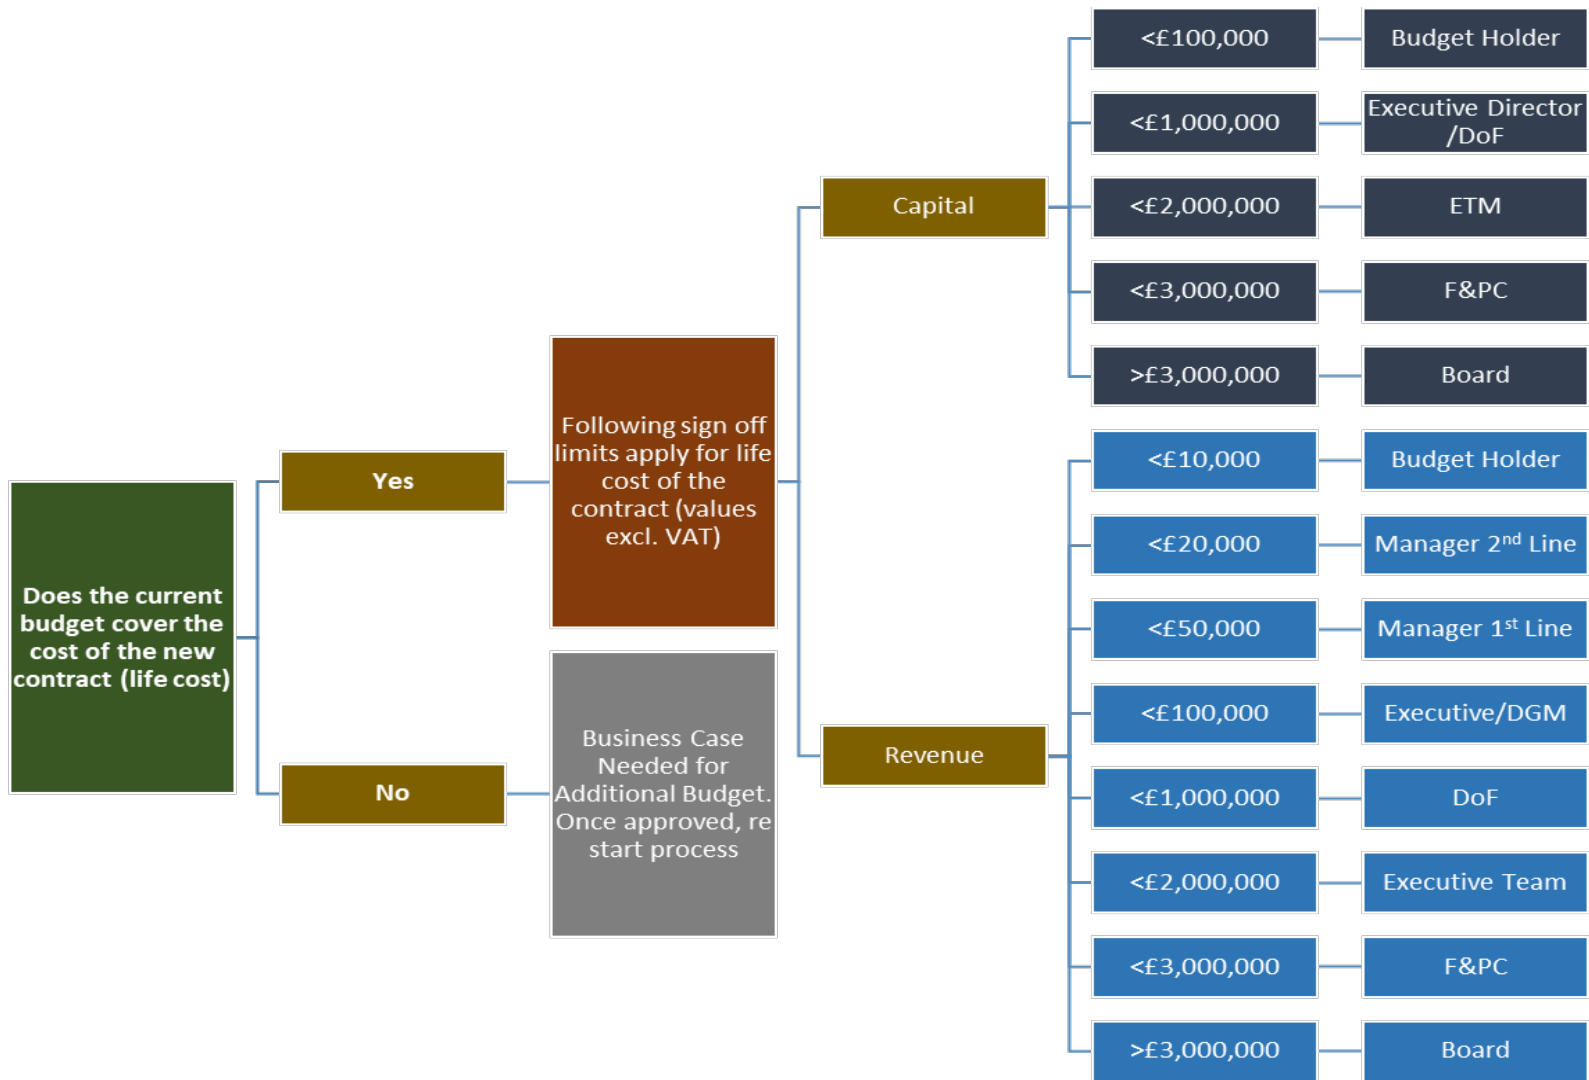 Does the current
budget cover the
cost of the new
contract (life cost)
Yes
Following sign off
limits apply for life
cost of the
contract (values
excl. VAT)
Capital
<£100,000
Budget Holder
<£1,000,000
Executive Director
/DoF
<£2,000,000
ETM
<£3,000,000
F&PC
>£3,000,000
Board
Revenue
<£10,000
Budget Holder
<£20,000
Manager 2nd Line
<£50,000
Manager 1st Line
<£100,000
Executive/DGM
<£1,000,000
DoF
<£2,000,000
Executive Team
<£3,000,000
F&PC
>£3,000,000
Board
No
Business Case
Needed for
Additional Budget.
Once approved, re
start process